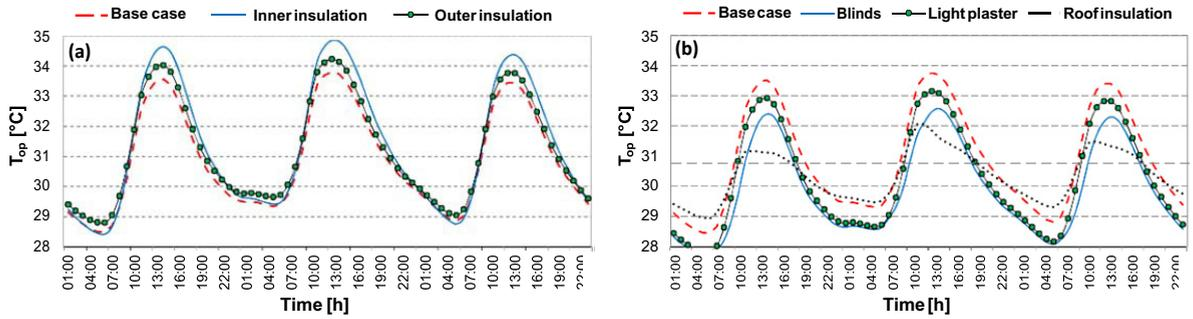 Base case Inner insulation Outer insulation
(a)
35
34
33
32
31
30
29
28
Top [°C]
01:00 04:00 07:00 10:00 13:00 16:00 19:00 22:00 01:00 04:00 07:00 10:00 13:00 16:00 19:00 22:00 01:00 04:00 07:00 10:00 13:00 16:00 19:00 22:00
Time [h]
Base case Blinds Light plaster Roof insulation
(b)
35
34
33
32
31
30
29
28
Top [°C]
01:00 04:00 07:00 10:00 13:00 16:00 19:00 22:00 01:00 04:00 07:00 10:00 13:00 16:00 19:00 22:00 01:00 04:00 07:00 10:00 13:00 16:00 19:00 22:00
Time [h]